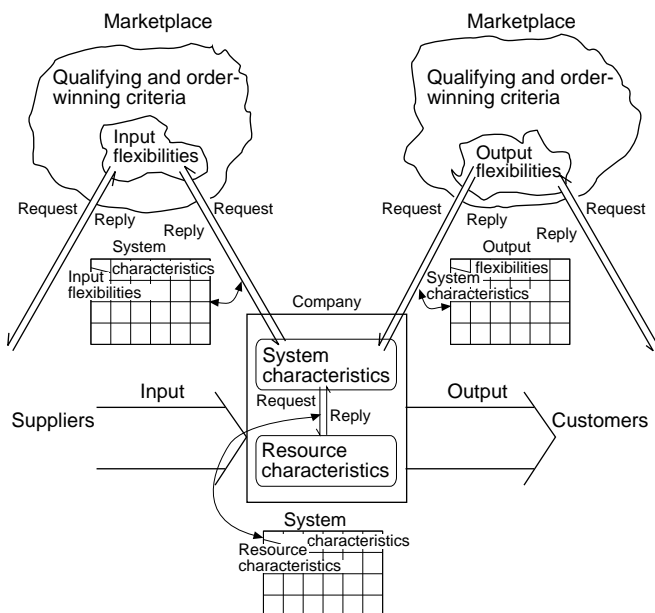 Marketplace
Marketplace
Qualifying and order-
winning criteria
Qualifying and order-
winning criteria
Input
flexibilities
Output
flexibilities
Request
Reply
Reply
Request
Request
Reply
Reply
Request
System
characteristics
Input
flexibilities
Output
flexibilities
System
characteristics
Company
System
characteristics
Request
Reply
Resource
characteristics
Input
Output
Suppliers
Customers
System
characteristics
Resource
characteristics